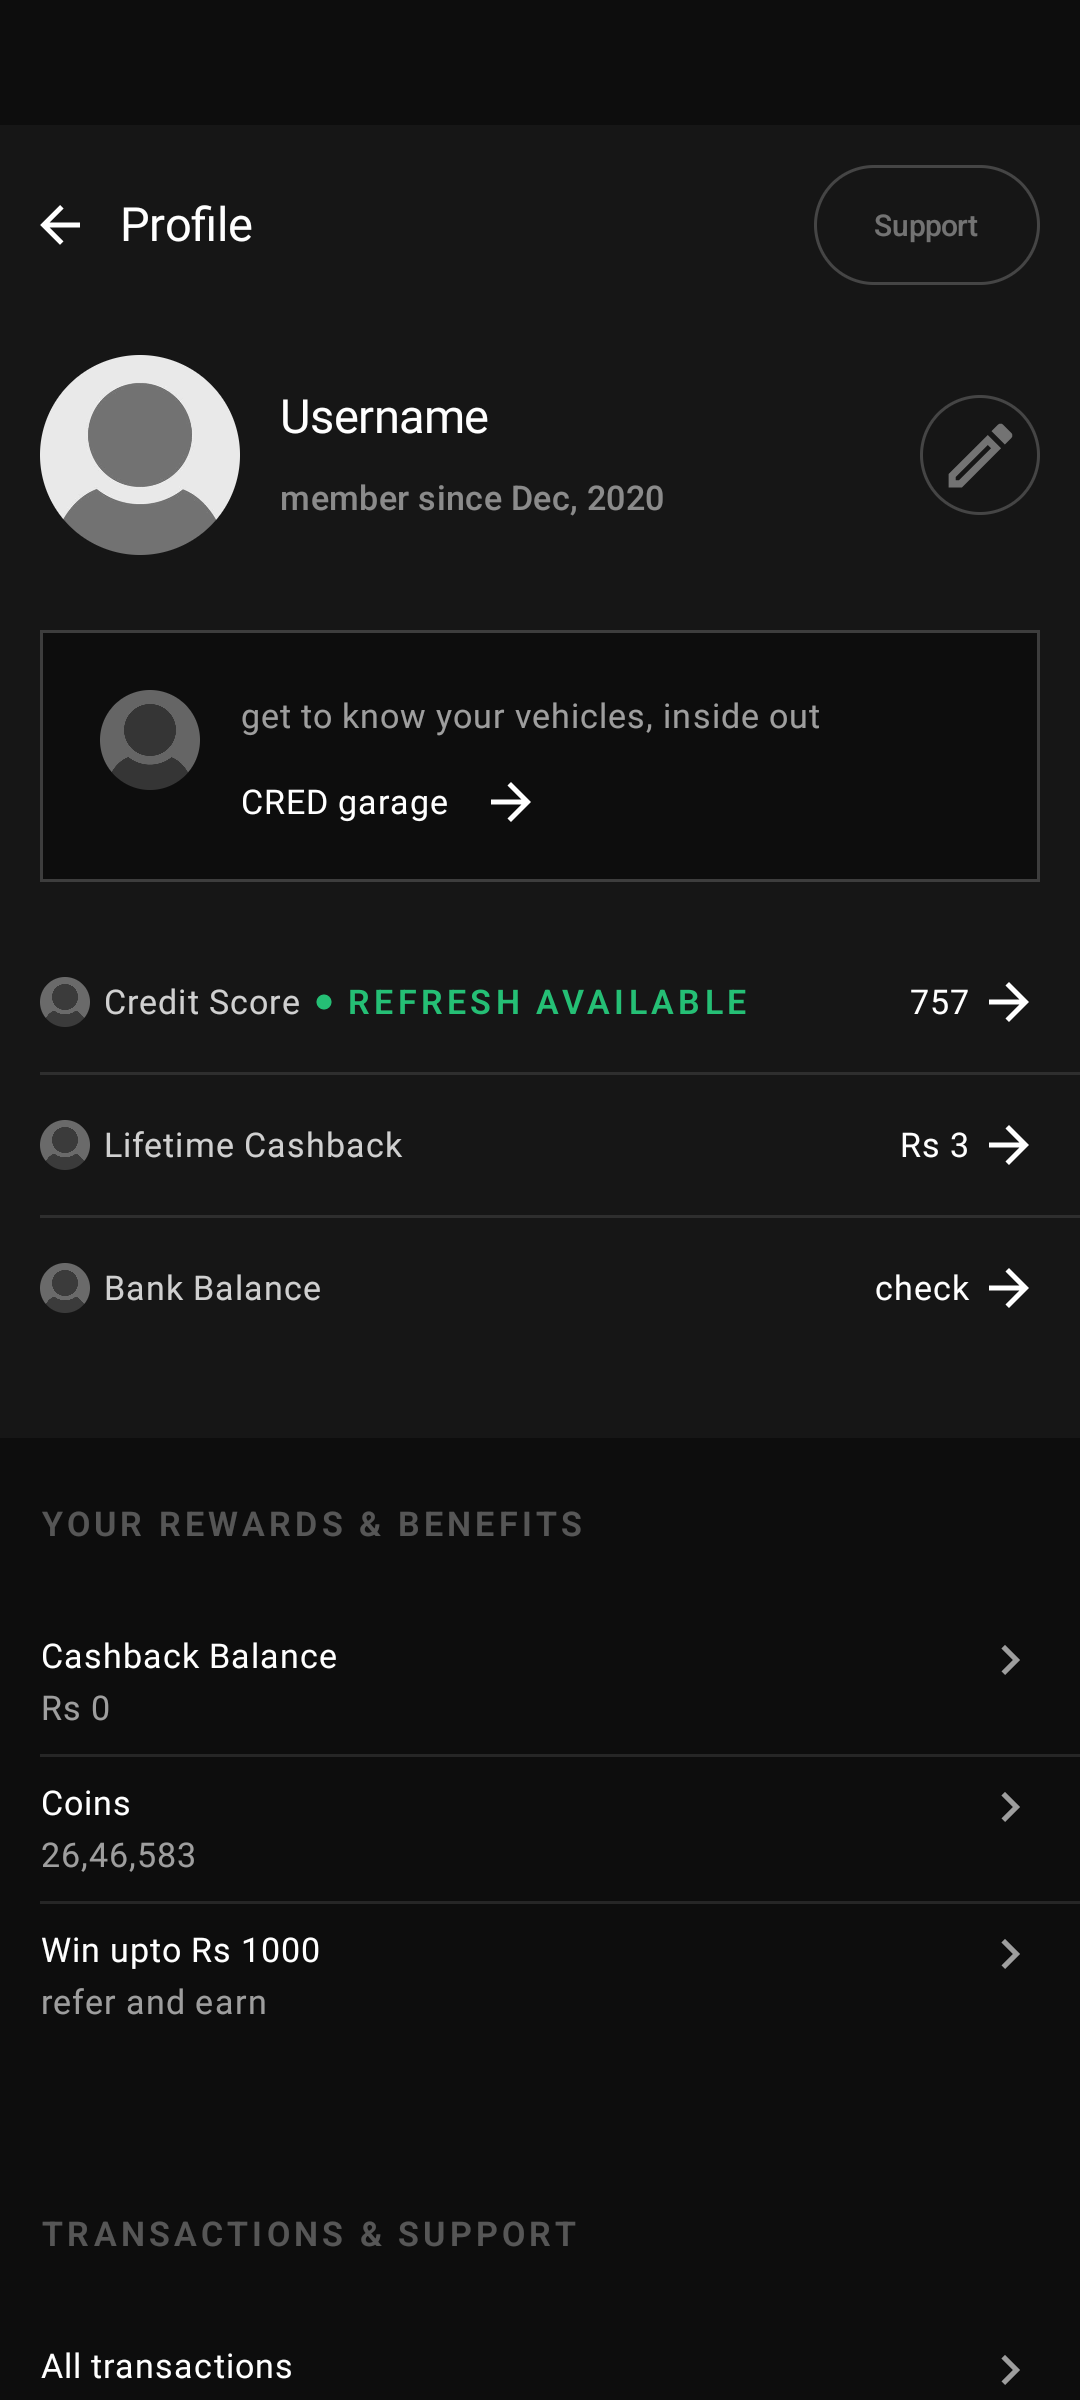 Profile
Support
Username
member since Dec, 2020
get to know your vehicles, inside out
CRED garage
Credit Score • REFRESH AVAILABLE 757
Lifetime Cashback Rs 3
Bank Balance check
YOUR REWARDS & BENEFITS
Cashback Balance
Rs 0
Coins
26,46,583
Win upto Rs 1000
refer and earn
TRANSACTIONS & SUPPORT
All transactions